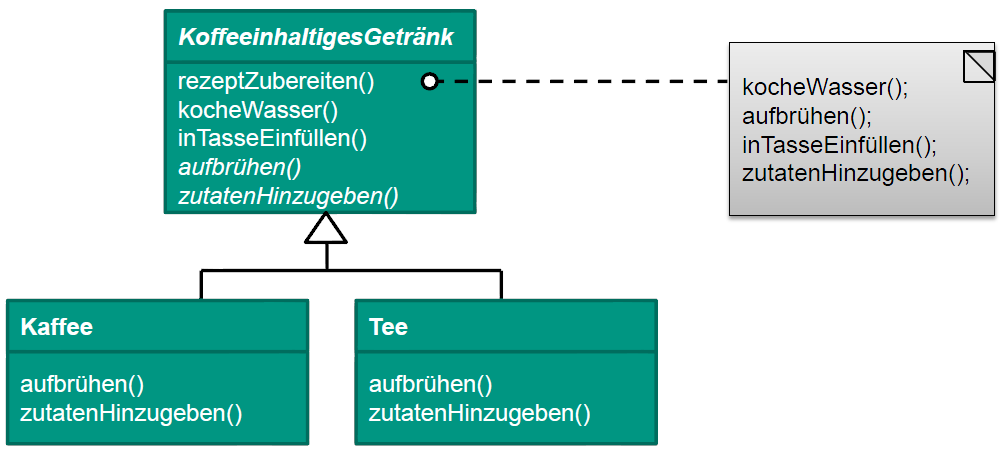 KoffeeinhaltigesGetränk
rezeptZubereiten()
kocheWasser()
inTasseEinfüllen()
aufbrühen()
zutatenHinzugeben()
kocheWasser();
aufbrühen();
inTasseEinfüllen();
zutatenHinzugeben();
Kaffee
aufbrühen()
zutatenHinzugeben()
Tee
aufbrühen()
zutatenHinzugeben()